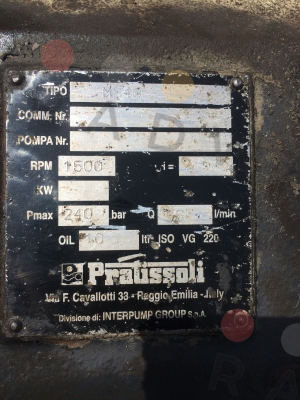 TIPO
COMM. Nr.
POMPA Nr.
RPM 1500 i=
KW
Pmax 240 bar Q l/min
OIL ltr ISO VG 220
Pratissoli
Via F. Cavallotti 33 - Reggio Emilia - Italy
Divisione di: INTERPUMP GROUP S.p.A.